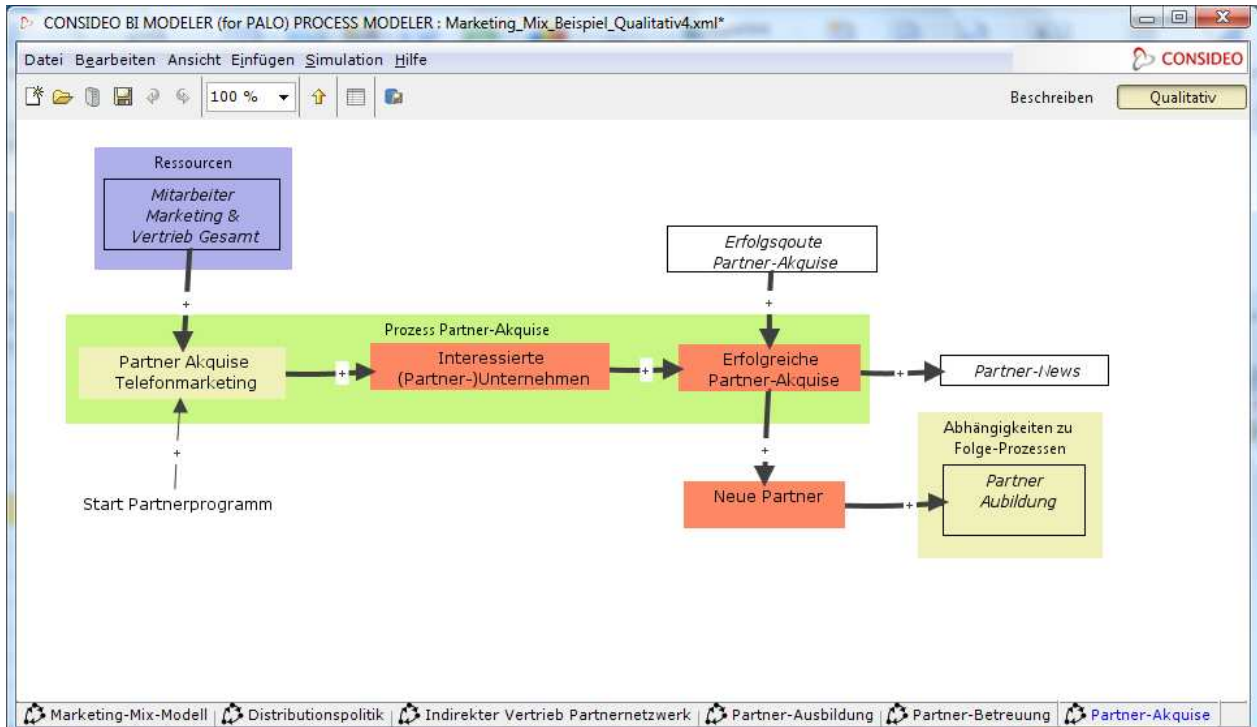 CONSIDEO BI MODELER (for PALO) PROCESS MODELER : Marketing_Mix_Beispiel_Qualitativ4.xml*
Datei Bearbeiten Ansicht Einfügen Simulation Hilfe
CONSIDEO
100 %
Beschreiben
Qualitativ
Ressourcen
Mitarbeiter
Marketing &
Vertrieb Gesamt
Erfolgsqoute
Partner-Akquise
+
+
Prozess Partner-Akquise
Partner Akquise
Telefonmarketing
+
Interessierte
(Partner-)Unternehmen
+
Erfolgreiche
Partner-Akquise
+
Partner-News
+
+
Abhängigkeiten zu
Folge-Prozessen
Start Partnerprogramm
Neue Partner
+
Partner
Aubildung
Marketing-Mix-Modell
Distributionspolitik
Indirekter Vertrieb Partnernetzwerk
Partner-Ausbildung
Partner-Betreuung
Partner-Akquise